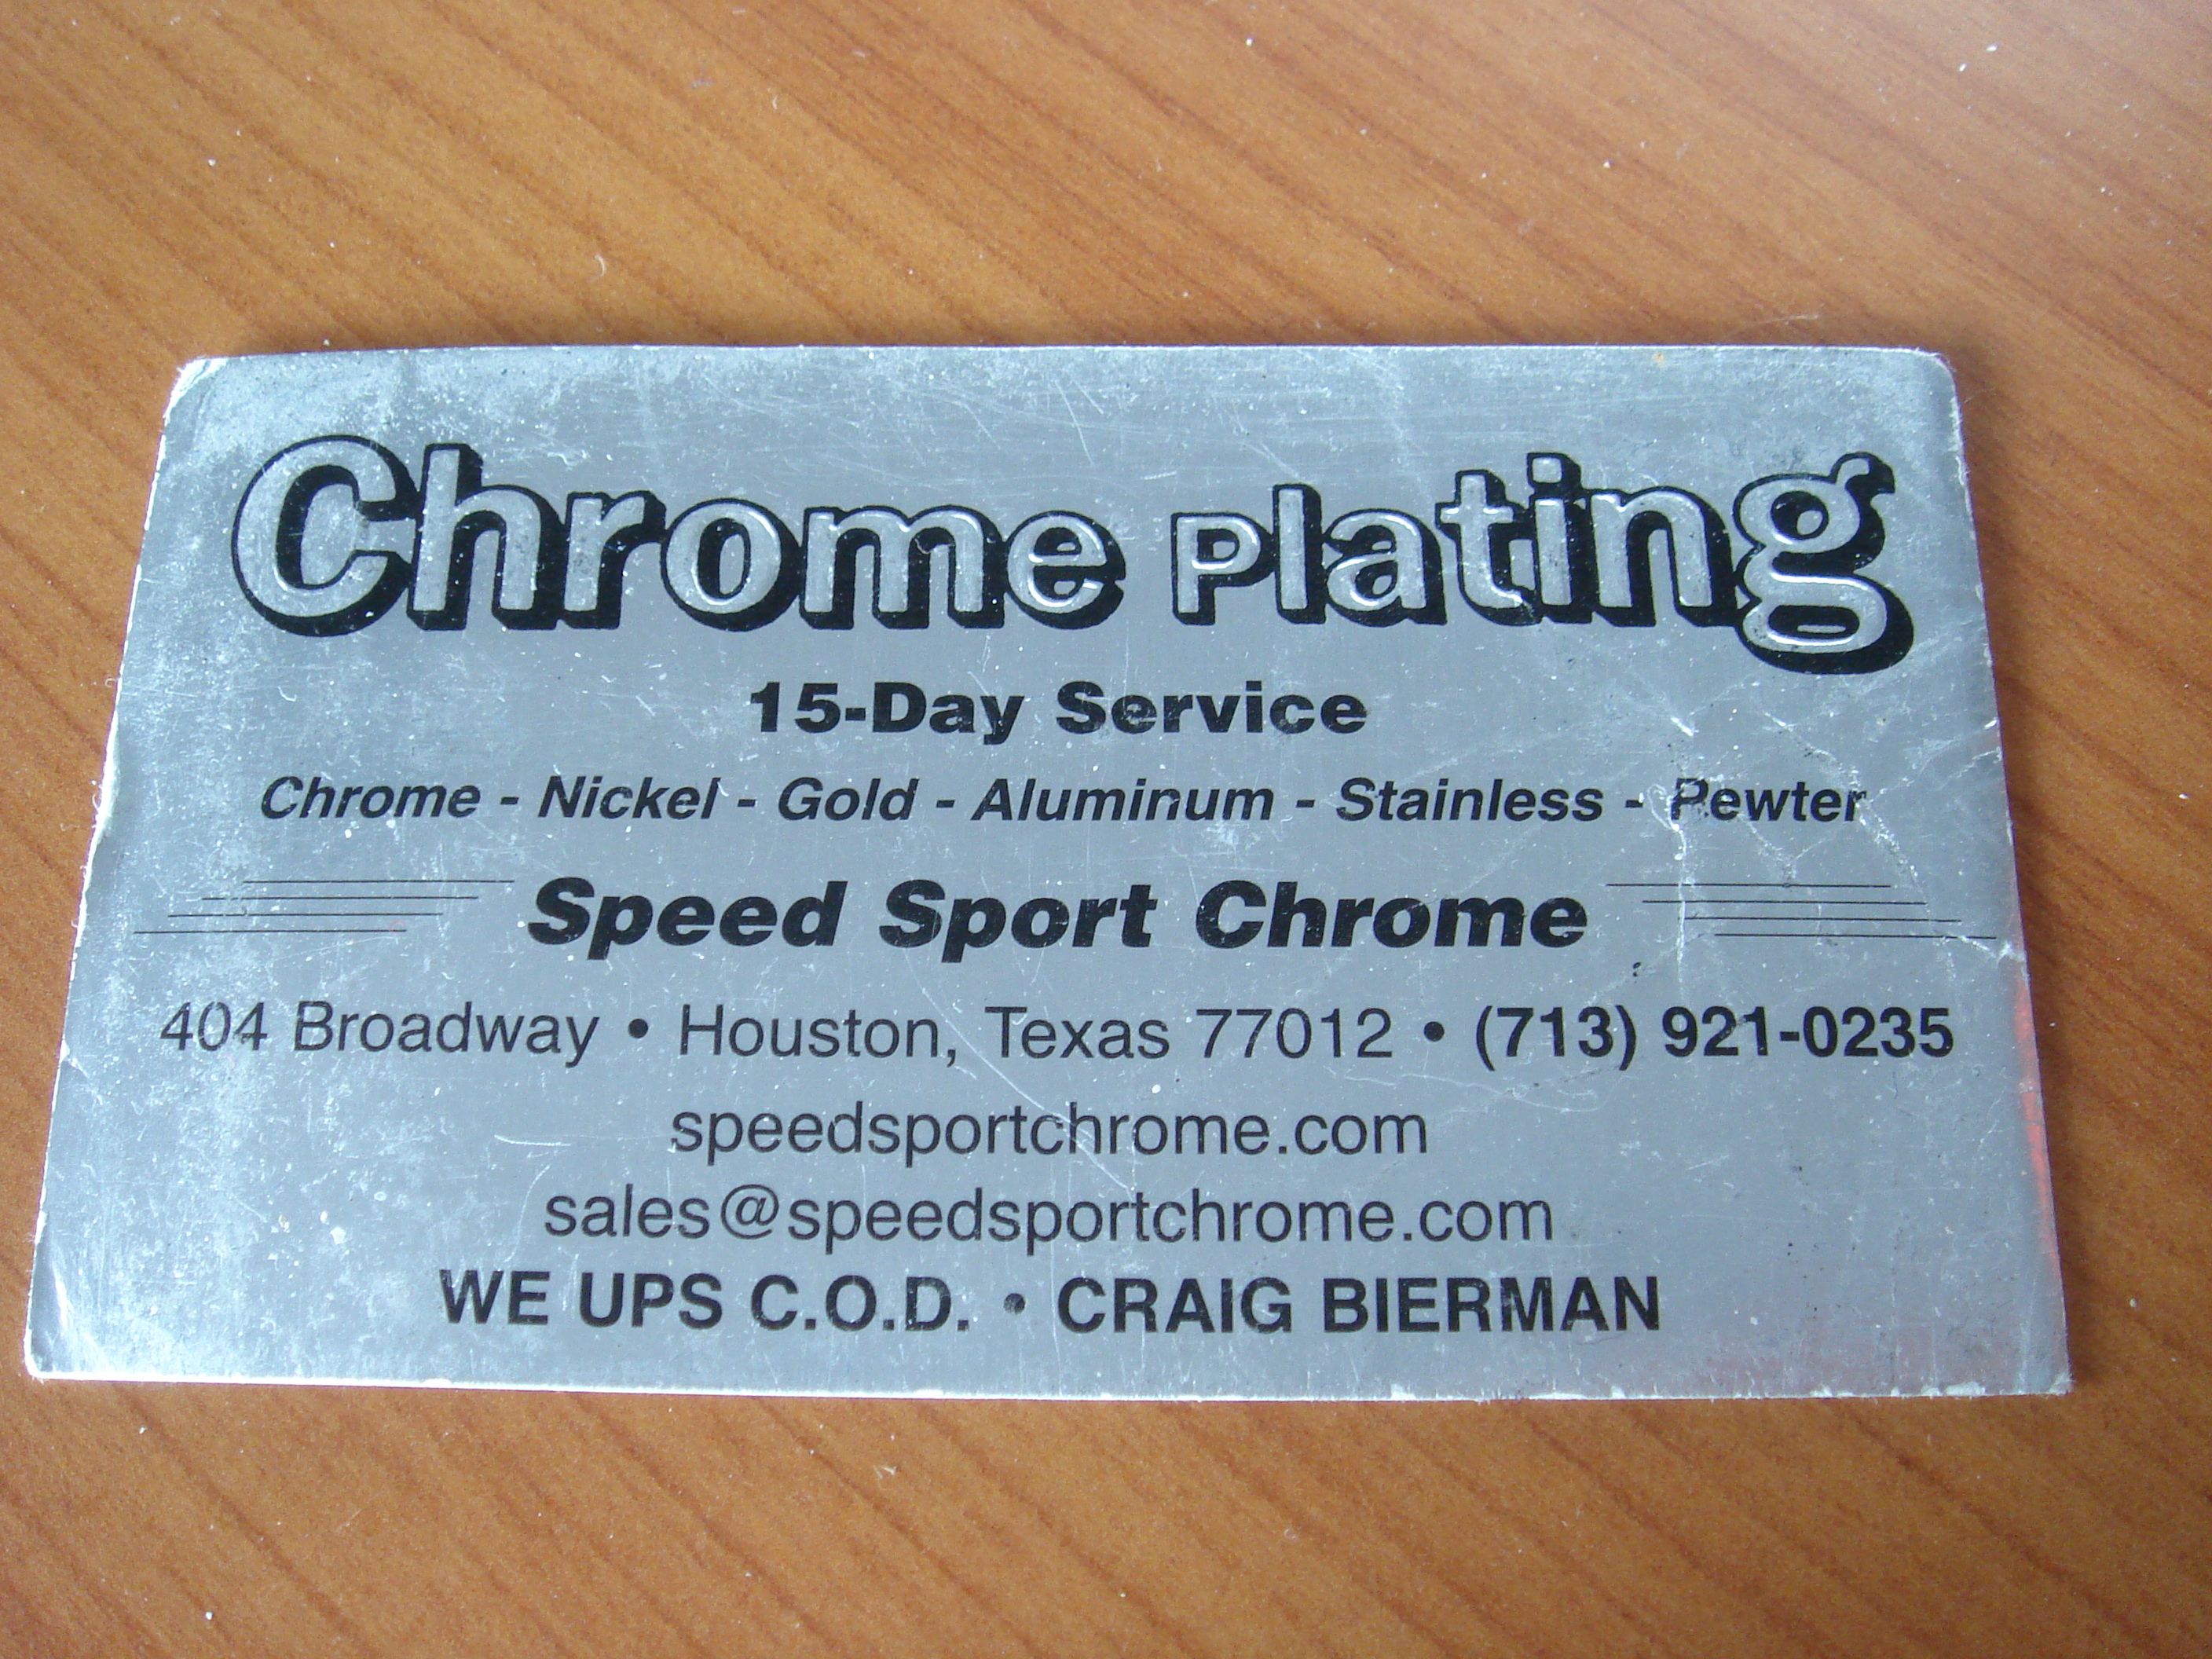 Chrome Plating
15-Day Service
Chrome - Nickel - Gold - Aluminum - Stainless - Pewter
Speed Sport Chrome
404 Broadway • Houston, Texas 77012 • (713) 921-0235
speedsportchrome.com
sales@speedsportchrome.com
WE UPS C.O.D. • CRAIG BIERMAN